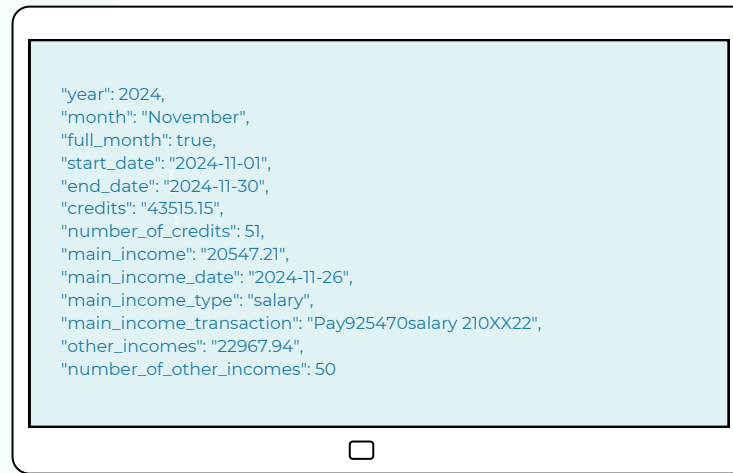 "year": 2024,
"month": "November",
"full_month": true,
"start_date": "2024-11-01",
"end_date": "2024-11-30",
"credits": "43515.15",
"number_of_credits": 51,
"main_income": "20547.21",
"main_income_date": "2024-11-26",
"main_income_type": "salary",
"main_income_transaction": "Pay925470salary 210XX22",
"other_incomes": "22967.94",
"number_of_other_incomes": 50